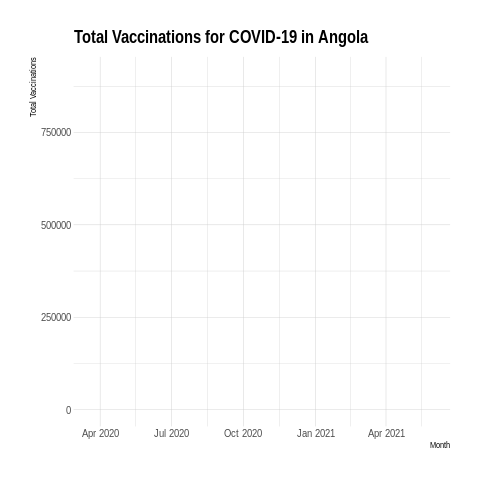 Total Vaccinations for COVID-19 in Angola
Total Vaccinations
750000
500000
250000
0
Apr 2020 Jul 2020 Oct 2020 Jan 2021 Apr 2021
Month